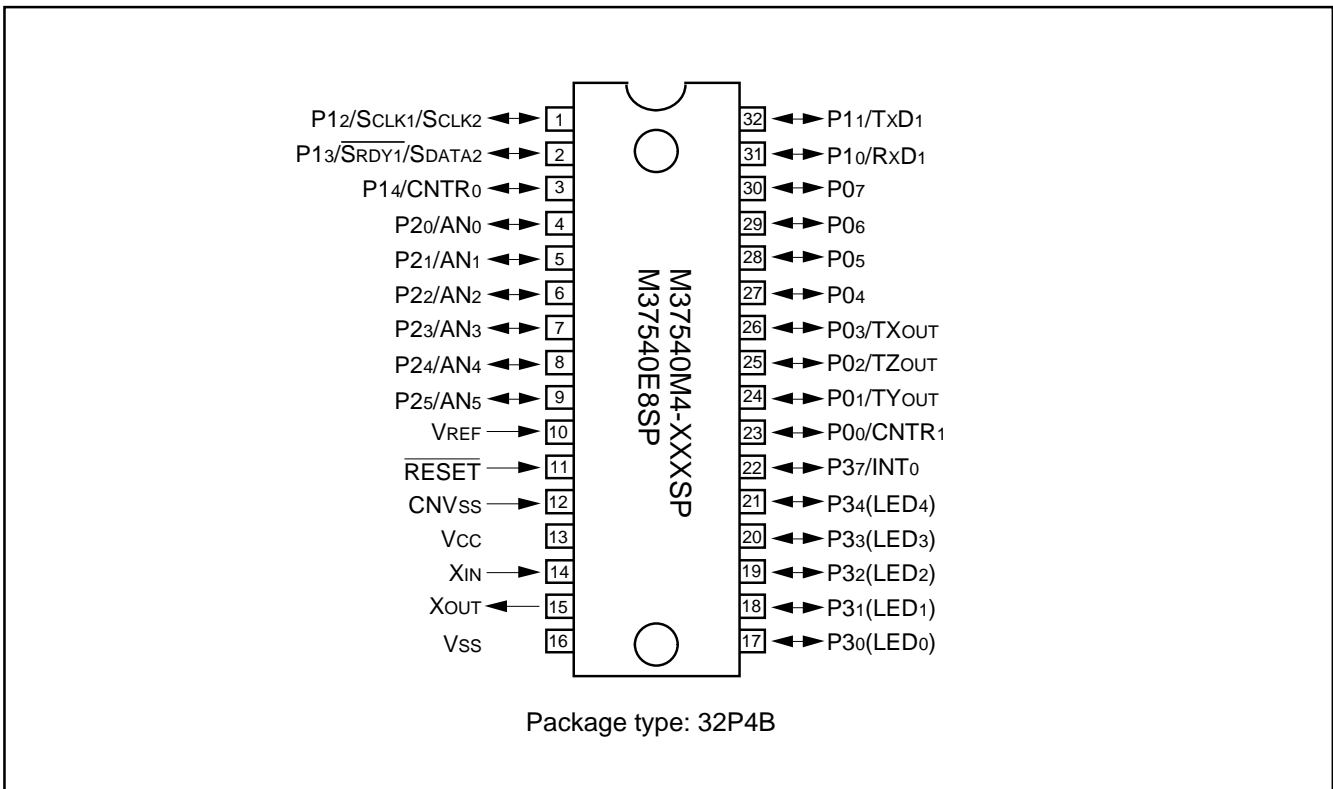 P12/SCLK1/SCLK2 1
P13/SRDY1/SDATA2 2
P14/CNTR0 3
P20/AN0 4
P21/AN1 5
P22/AN2 6
P23/AN3 7
P24/AN4 8
P25/AN5 9
VREF 10
RESET 11
CNVSS 12
VCC 13
XIN 14
XOUT 15
VSS 16
M37540M4-XXXSP
M37540E8SP
32 P11/TXD1
31 P10/RXD1
30 P07
29 P06
28 P05
27 P04
26 P03/TXOUT
25 P02/TZOUT
24 P01/TYOUT
23 P00/CNTR1
22 P37/INT0
21 P34(LED4)
20 P33(LED3)
19 P32(LED2)
18 P31(LED1)
17 P30(LED0)
Package type: 32P4B